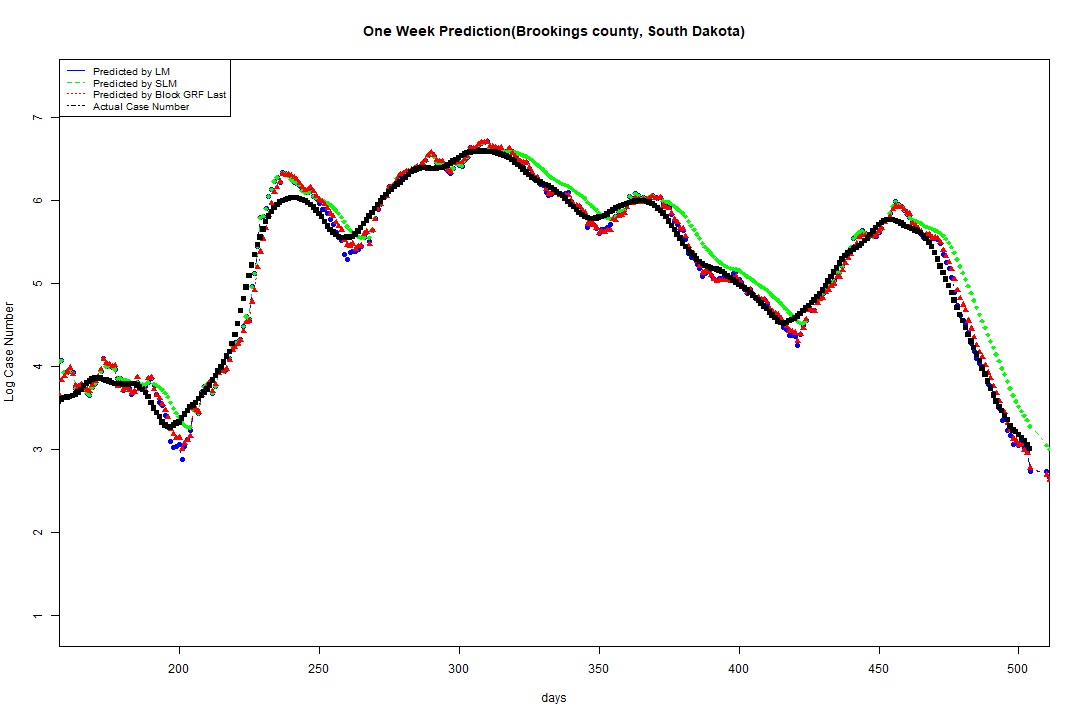 One Week Prediction(Brookings county, South Dakota)
Predicted by LM
Predicted by SLM
Predicted by Block GRF Last
Actual Case Number
7
6
5
4
3
2
1
Log Case Number
200 250 300 350 400 450 500
days